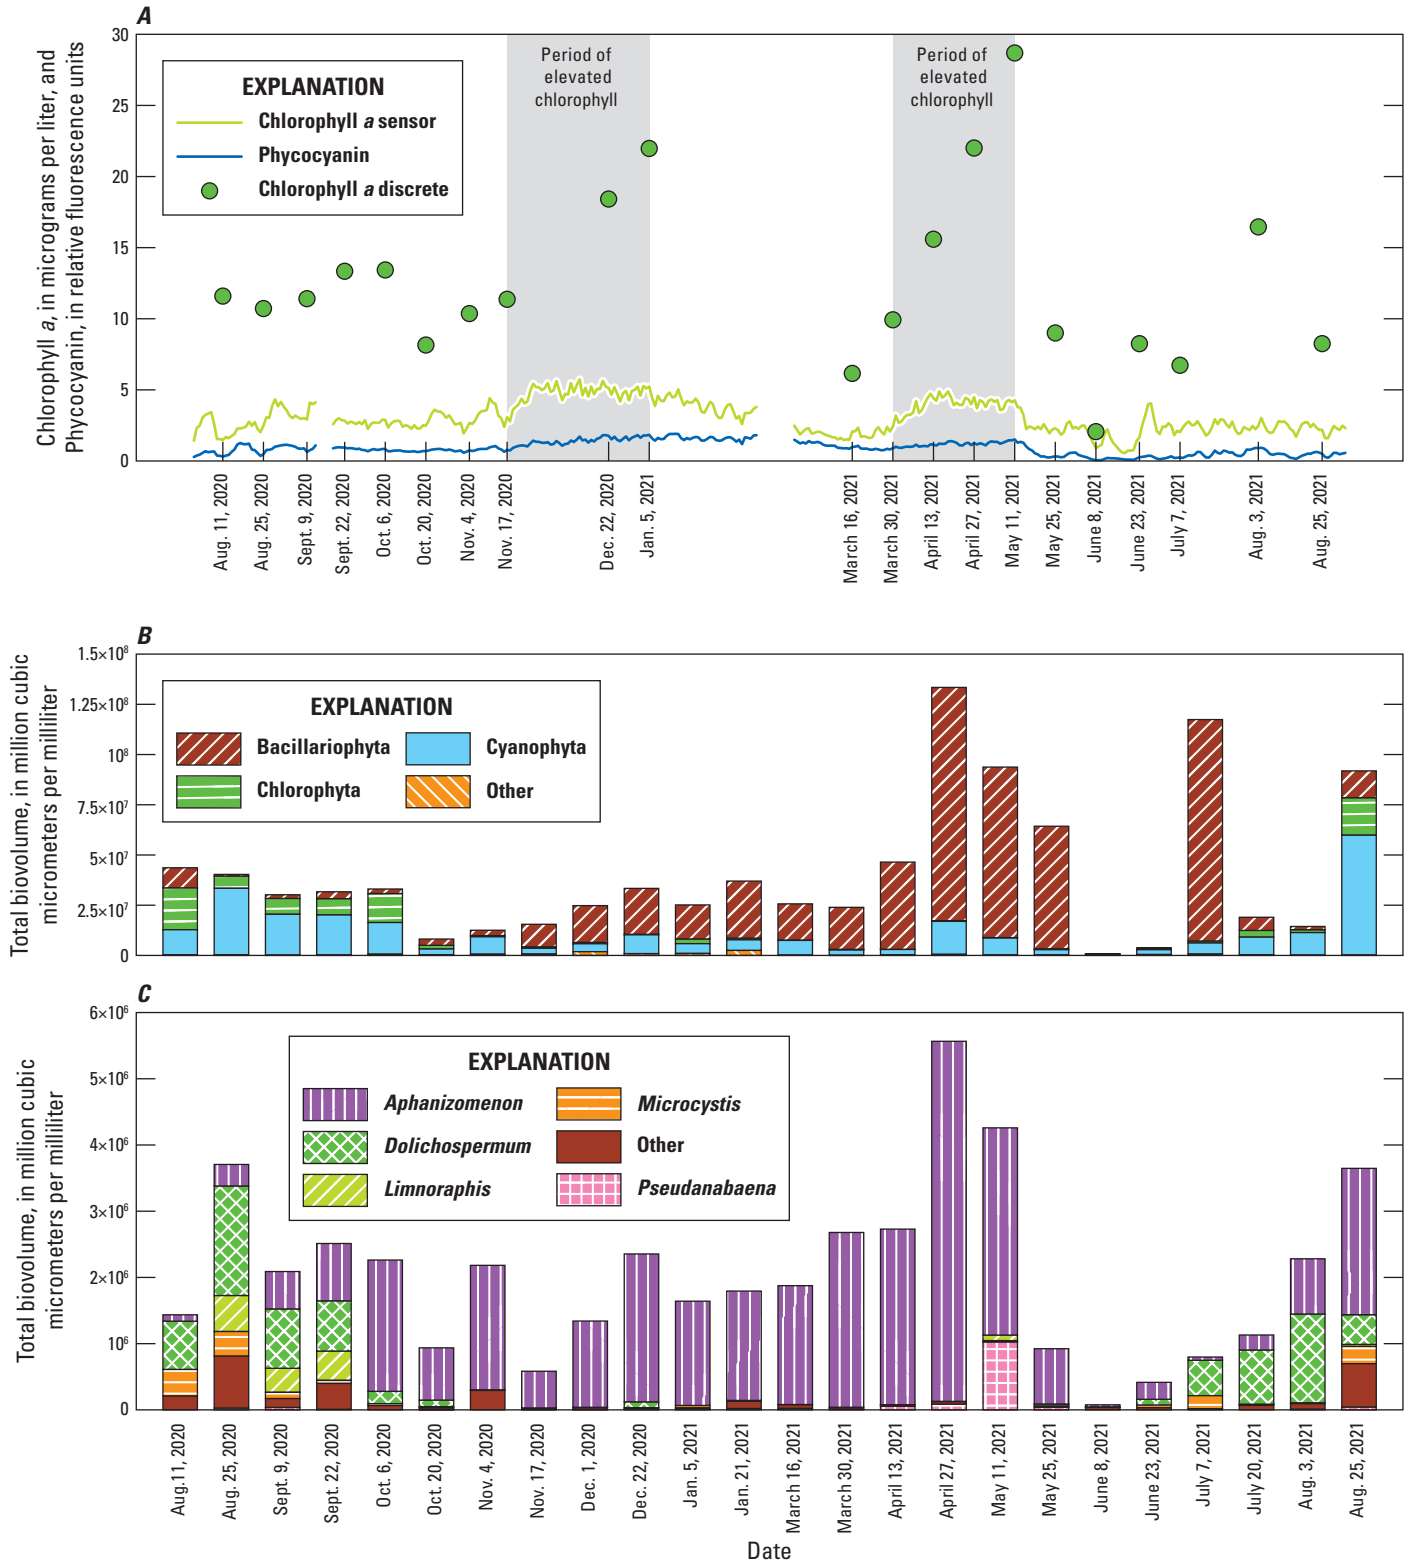 A
Chlorophyll a, in micrograms per liter, and
Phycocyanin, in relative fluorescence units
30
25
20
15
10
5
0
EXPLANATION
Chlorophyll a sensor
Phycocyanin
Chlorophyll a discrete
Period of
elevated
chlorophyll
Period of
elevated
chlorophyll
Aug. 11, 2020
Aug. 25, 2020
Sept. 9, 2020
Sept. 22, 2020
Oct. 6, 2020
Oct. 20, 2020
Nov. 4, 2020
Nov. 17, 2020
Dec. 22, 2020
Jan. 5, 2021
March 16, 2021
March 30, 2021
April 13, 2021
April 27, 2021
May 11, 2021
May 25, 2021
June 8, 2021
June 23, 2021
July 7, 2021
Aug. 3, 2021
Aug. 25, 2021
B
Total biovolume, in million cubic
micrometers per milliliter
1.5×10⁸
1.25×10⁸
10⁸
7.5×10⁷
5×10⁷
2.5×10⁷
0
EXPLANATION
Bacillariophyta
Cyanophyta
Chlorophyta
Other
C
Total biovolume, in million cubic
micrometers per milliliter
6×10⁶
5×10⁶
4×10⁶
3×10⁶
2×10⁶
10⁶
0
EXPLANATION
Aphanizomenon
Microcystis
Dolichospermum
Other
Limnoraphis
Pseudanabaena
Aug.11, 2020
Aug. 25, 2020
Sept. 9, 2020
Sept. 22, 2020
Oct. 6, 2020
Oct. 20, 2020
Nov. 4, 2020
Nov. 17, 2020
Dec. 1, 2020
Dec. 22, 2020
Jan. 5, 2021
Jan. 21, 2021
March 16, 2021
March 30, 2021
April 13, 2021
April 27, 2021
May 11, 2021
May 25, 2021
June 8, 2021
June 23, 2021
July 7, 2021
July 20, 2021
Aug. 3, 2021
Aug. 25, 2021
Date